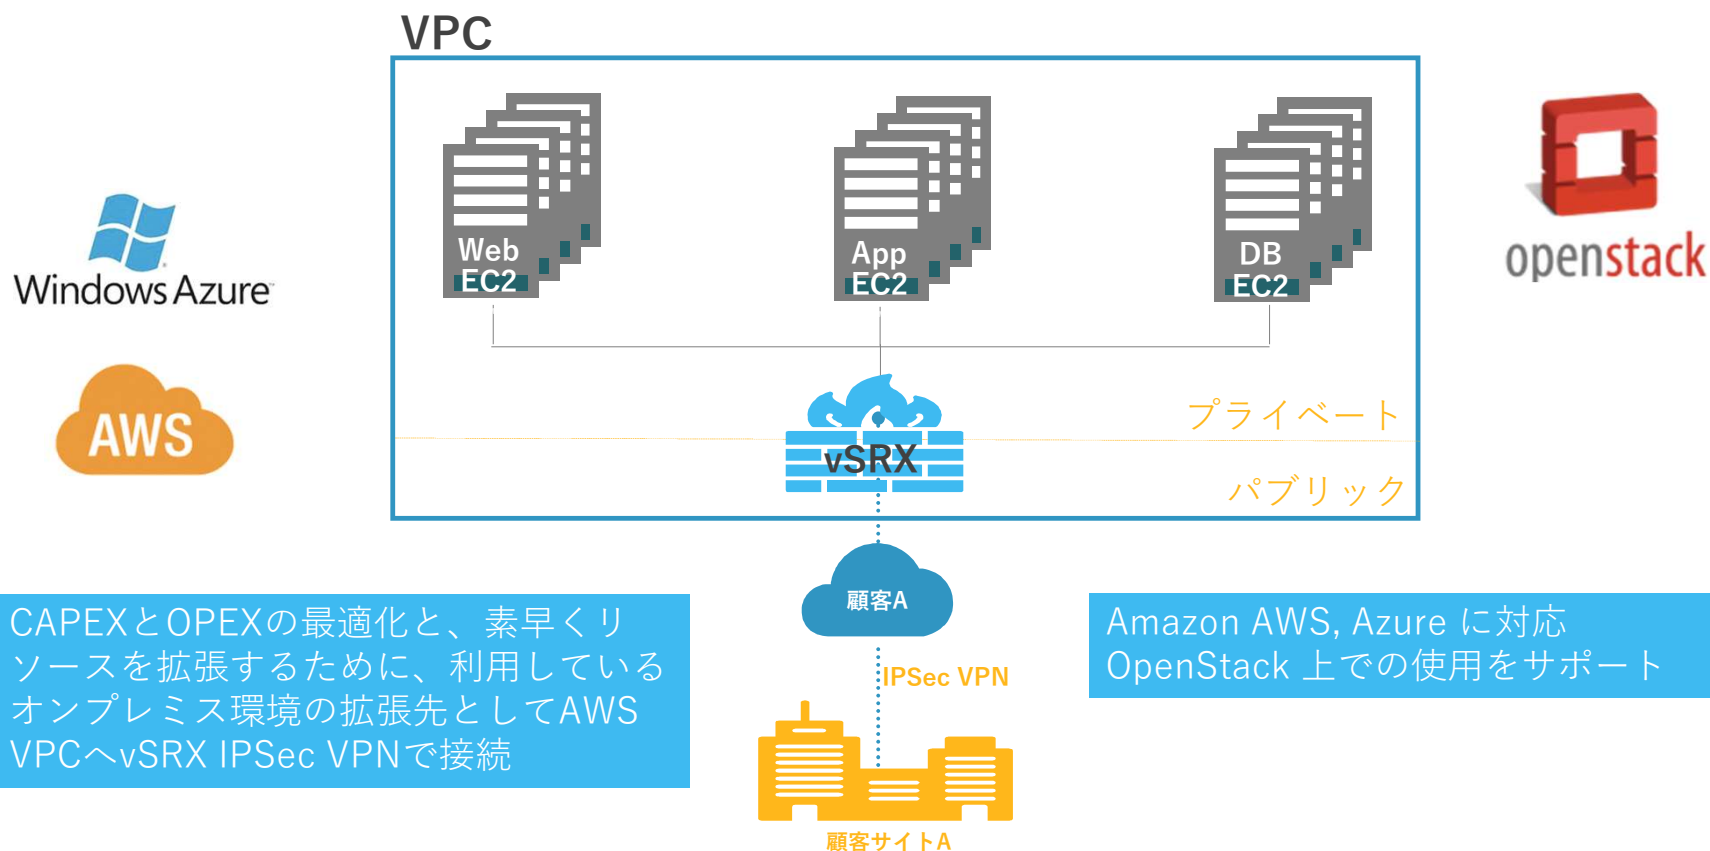 VPC
Web
EC2
App
EC2
DB
EC2
Windows Azure
openstack
AWS
プライベート
vSRX
パブリック
顧客A
CAPEXとOPEXの最適化と、素早くリ
ソースを拡張するために、利用している
オンプレミス環境の拡張先としてAWS
VPCへvSRX IPSec VPNで接続
Amazon AWS, Azure に対応
OpenStack 上での使用をサポート
IPSec VPN
顧客サイトA